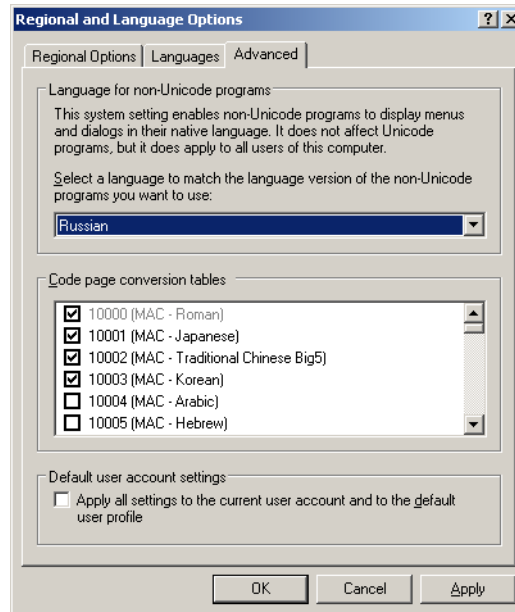 Regional and Language Options
Regional Options Languages Advanced
Language for non-Unicode programs
This system setting enables non-Unicode programs to display menus
and dialogs in their native language. It does not affect Unicode
programs, but it does apply to all users of this computer.
Select a language to match the language version of the non-Unicode
programs you want to use:
Russian
Code page conversion tables
10000 (MAC - Roman)
10001 (MAC - Japanese)
10002 (MAC - Traditional Chinese Big5)
10003 (MAC - Korean)
10004 (MAC - Arabic)
10005 (MAC - Hebrew)
Default user account settings
Apply all settings to the current user account and to the default
user profile
OK Cancel Apply